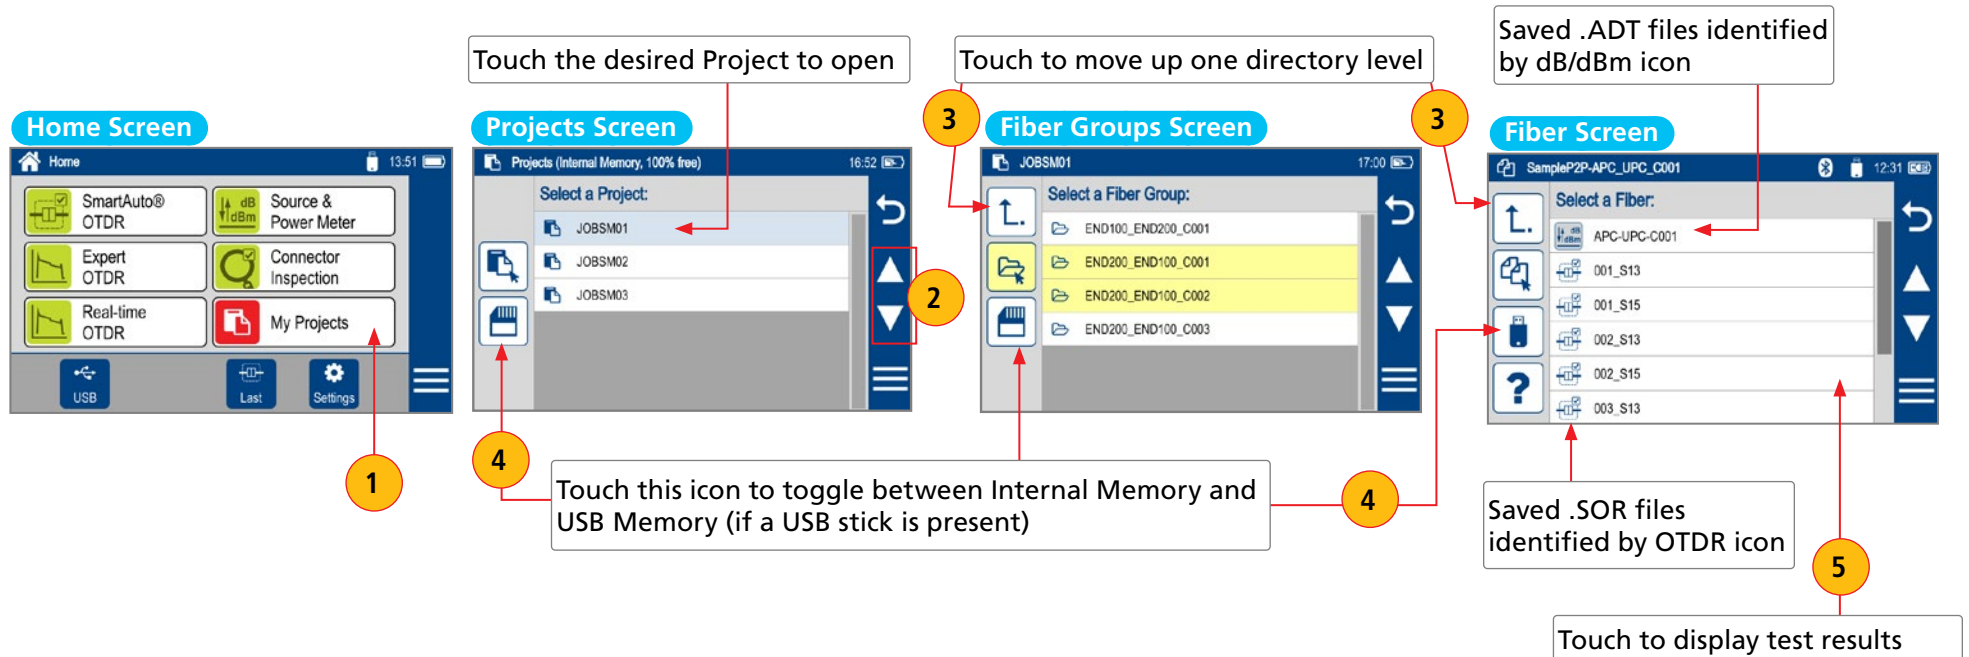 Touch the desired Project to open
Touch to move up one directory level
Saved .ADT files identified
by dB/dBm icon
3
3
Home Screen
Projects Screen
Fiber Groups Screen
Fiber Screen
Home
13:51
SmartAuto®
OTDR
dB
dBm
Source &
Power Meter
Expert
OTDR
Connector
Inspection
Real-time
OTDR
My Projects
USB
Last
Settings
1
Projects (Internal Memory, 100% free)
16:52
Select a Project:
JOBSM01
JOBSM02
JOBSM03
2
4
JOBSM01
17:00
Select a Fiber Group:
END100_END200_C001
END200_END100_C001
END200_END100_C002
END200_END100_C003
Touch this icon to toggle between Internal Memory and
USB Memory (if a USB stick is present)
4
SampleP2P-APC_UPC_C001
12:31
Select a Fiber:
dB
dBm
APC-UPC-C001
001_S13
001_S15
002_S13
002_S15
003_S13
?
Saved .SOR files
identified by OTDR icon
5
Touch to display test results